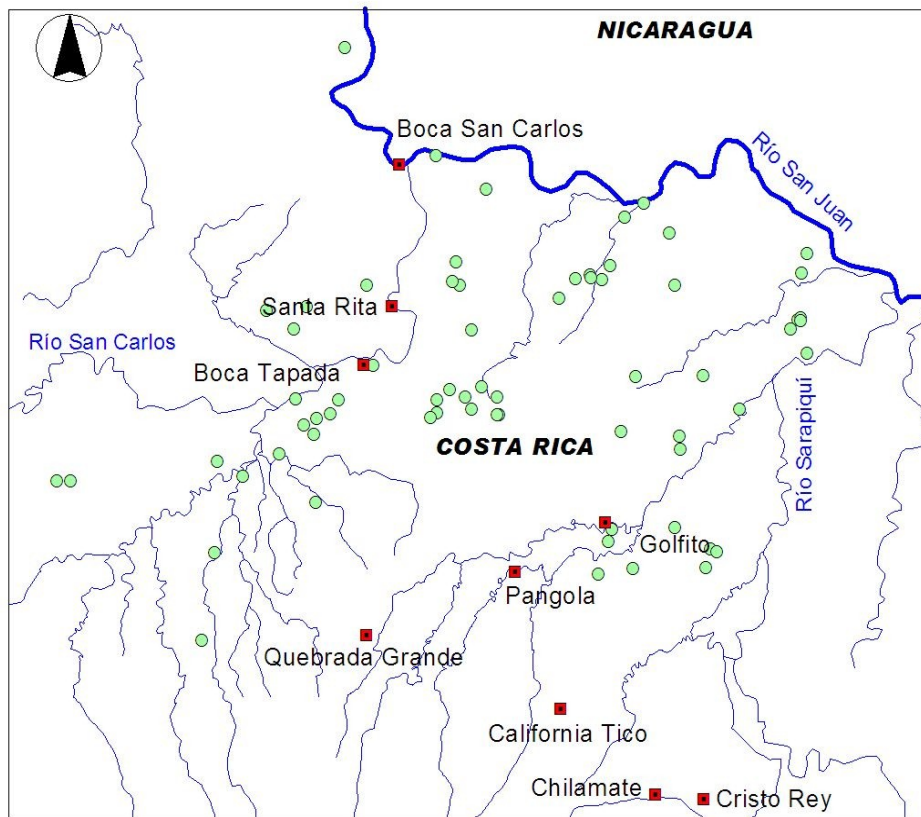 NICARAGUA
Boca San Carlos
Río San Juan
Santa Rita
Río San Carlos
Boca Tapada
Río Sarapiquí
COSTA RICA
Golfito
Pangola
Quebrada Grande
California Tico
Chilamate
Cristo Rey